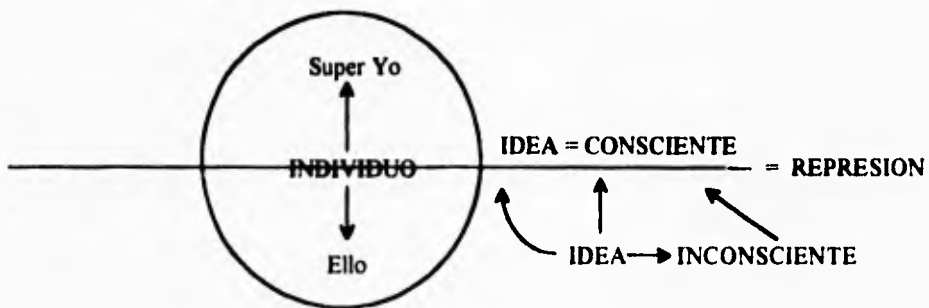 Super Yo
IDEA = CONSCIENTE
INDIVIDUO
= REPRESION
IDEA
INCONSCIENTE
Ello